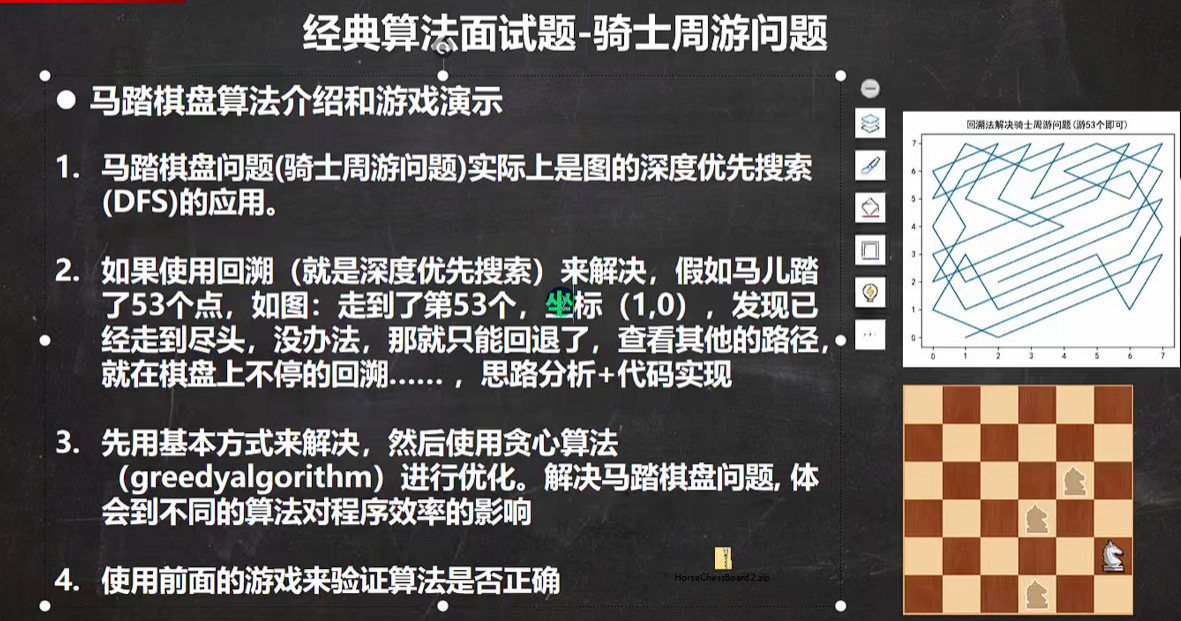 经典算法面试题-骑士周游问题
● 马踏棋盘算法介绍和游戏演示
1. 马踏棋盘问题(骑士周游问题)实际上是图的深度优先搜索
(DFS)的应用。
2. 如果使用回溯（就是深度优先搜索）来解决，假如马儿踏
了53个点，如图：走到了第53个，坐标（1,0），发现已
经走到尽头，没办法，那就只能回退了，查看其他的路径，
就在棋盘上不停的回溯……，思路分析+代码实现
3. 先用基本方式来解决，然后使用贪心算法
（greedyalgorithm）进行优化。解决马踏棋盘问题, 体
会到不同的算法对程序效率的影响
4. 使用前面的游戏来验证算法是否正确
HorseChessBoard2.zip
回溯法解决骑士周游问题(游53个即可)
7
6
5
4
3
2
1
0
0 1 2 3 4 5 6 7